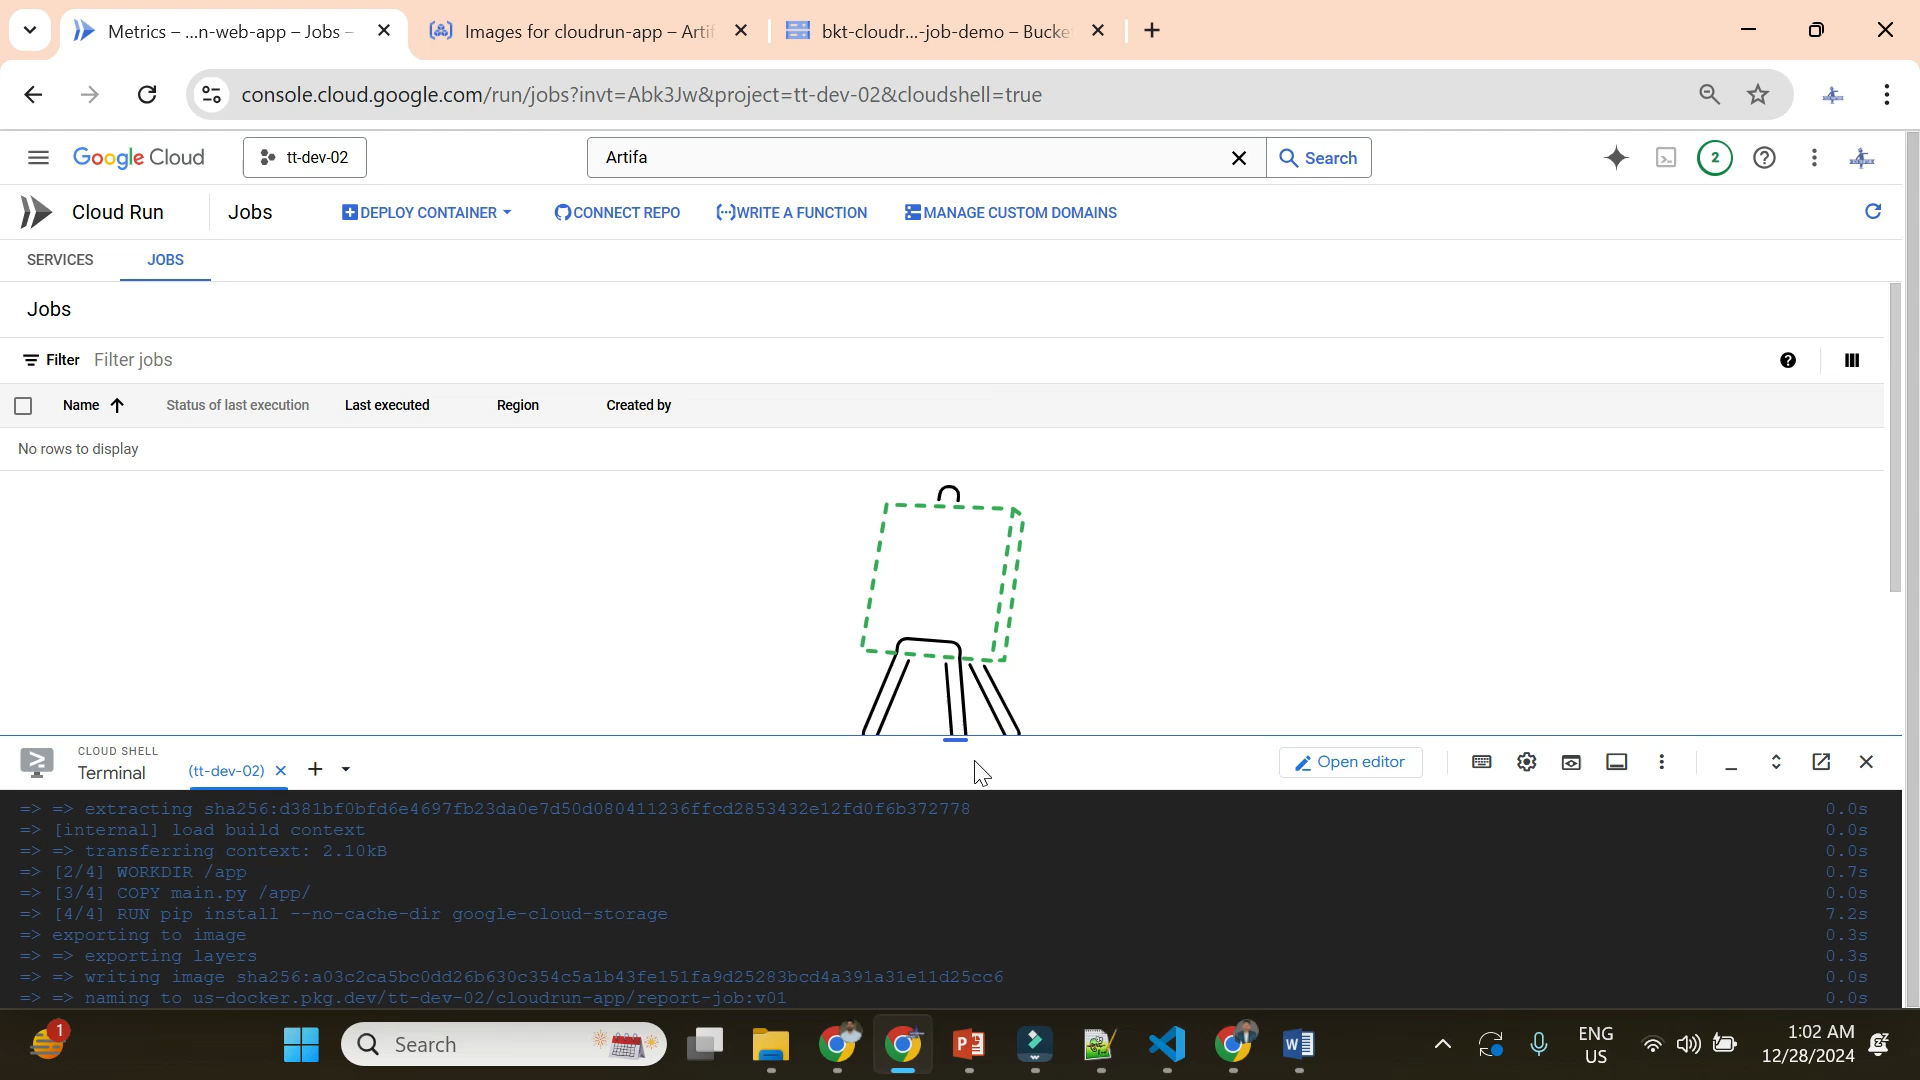 Metrics – ...n-web-app – Jobs –
Images for cloudrun-app – Artif
bkt-cloudr...-job-demo – Bucke
console.cloud.google.com/run/jobs?invt=Abk3Jw&project=tt-dev-02&cloudshell=true
Google Cloud
tt-dev-02
Artifa
Search
2
Cloud Run
Jobs
DEPLOY CONTAINER
CONNECT REPO
WRITE A FUNCTION
MANAGE CUSTOM DOMAINS
SERVICES
JOBS
Jobs
Filter
Filter jobs
Name
Status of last execution
Last executed
Region
Created by
No rows to display
CLOUD SHELL
Terminal
(tt-dev-02)
Open editor
=> => extracting sha256:d381bf0bfd6e4697fb23da0e7d50d080411236ffcd2853432e12fd0f6b372778 0.0s
=> [internal] load build context 0.0s
=> => transferring context: 2.10kB 0.0s
=> [2/4] WORKDIR /app 0.7s
=> [3/4] COPY main.py /app/ 0.0s
=> [4/4] RUN pip install --no-cache-dir google-cloud-storage 7.2s
=> exporting to image 0.3s
=> => exporting layers 0.3s
=> => writing image sha256:a03c2ca5bc0dd26b630c354c5a1b43fe151fa9d25283bcd4a391a31e11d25cc6 0.0s
=> => naming to us-docker.pkg.dev/tt-dev-02/cloudrun-app/report-job:v01 0.0s
1
Search
ENG
US
1:02 AM
12/28/2024